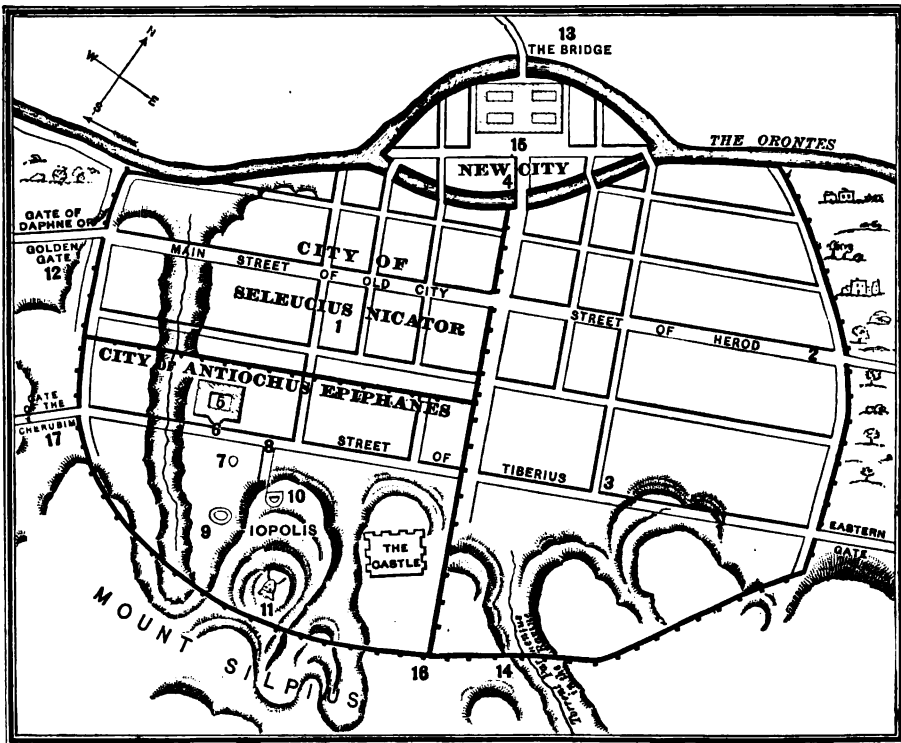 13
THE BRIDGE
N
W
E
S
THE ORONTES
15
NEW CITY
4
GATE OF
DAPHNE OR
GOLDEN
GATE
12
CITY OF
MAIN STREET OF OLD CITY
SELEUCIUS NICATOR
1
STREET OF HEROD
2
CITY OF ANTIOCHUS EPIPHANES
GATE
OF THE
CHERUBIM
17
5
6
STREET OF
TIBERIUS
3
7
8
9
10
IOPOLIS
11
THE
CASTLE
EASTERN
GATE
MOUNT SILPIUS
16
14
Torrent Parmenius